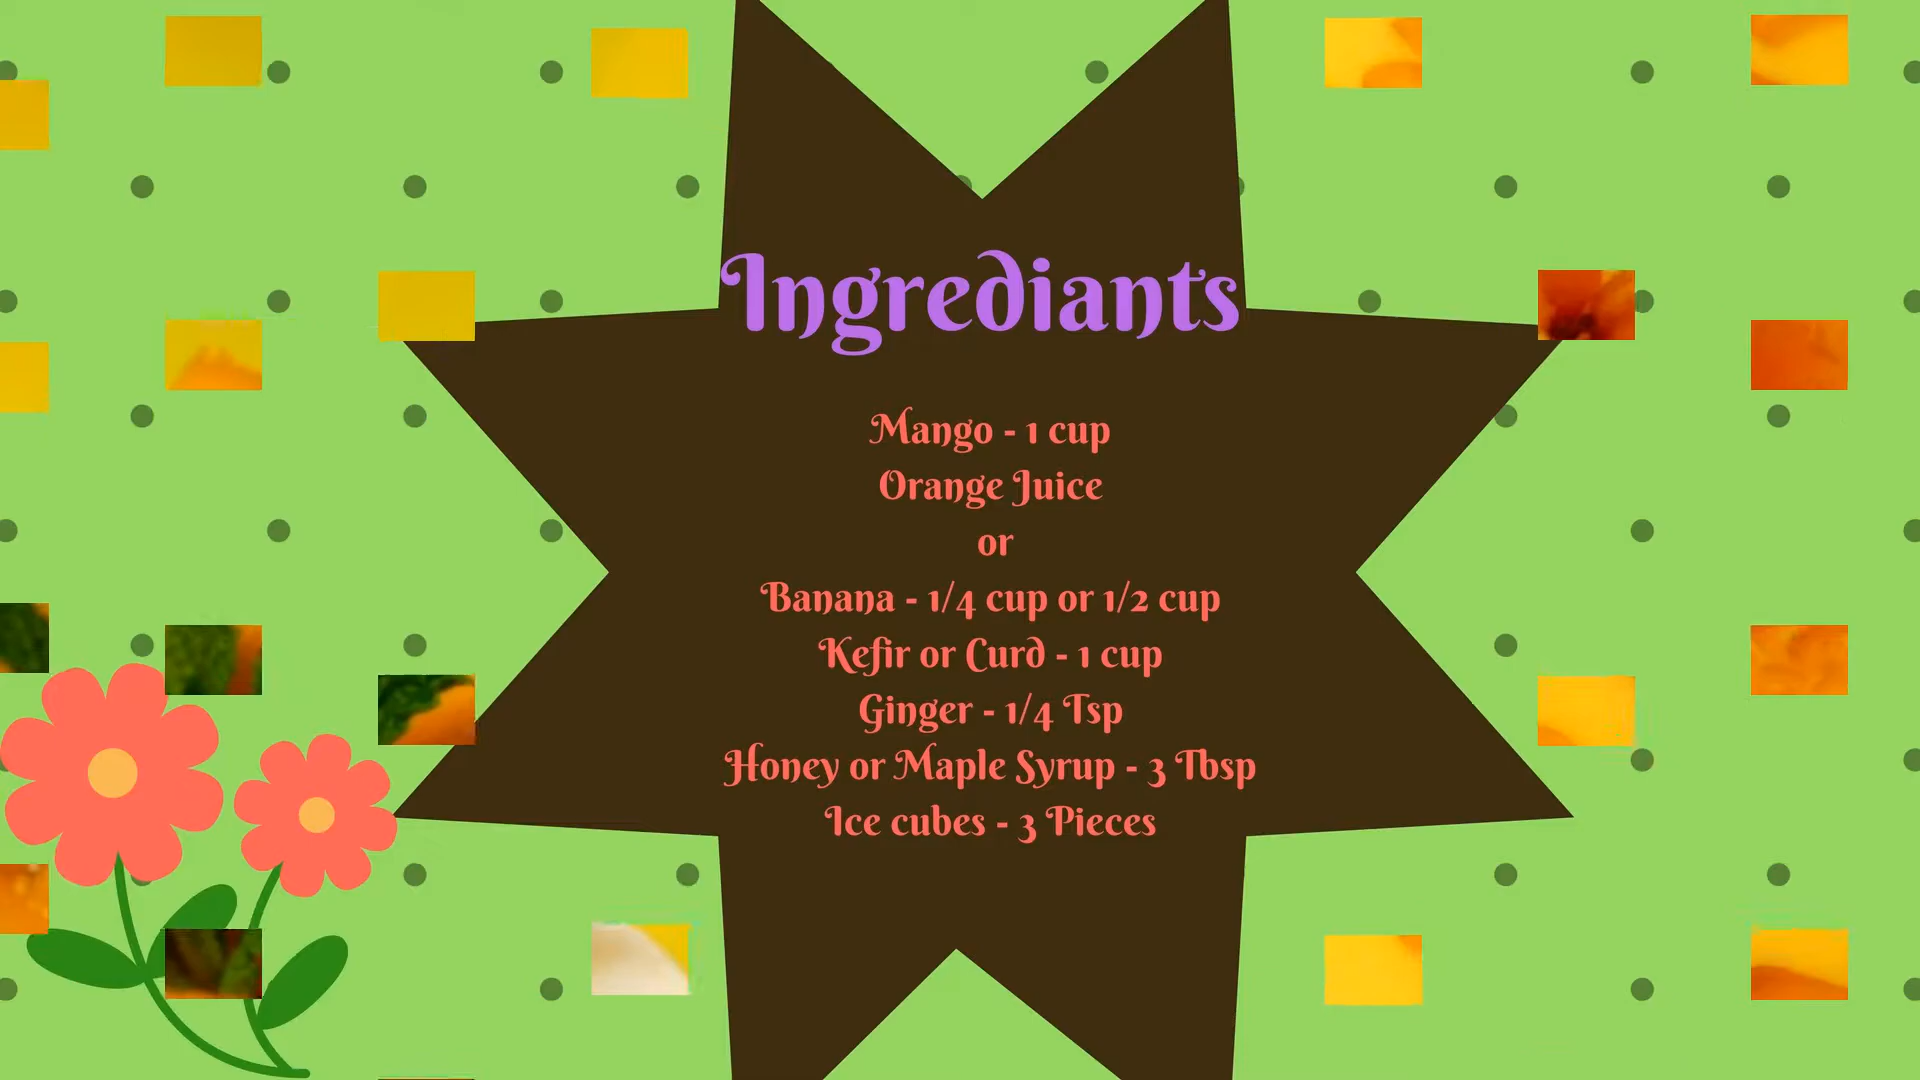 Ingrediants
Mango - 1 cup
Orange Juice
or
Banana - 1/4 cup or 1/2 cup
Kefir or Curd - 1 cup
Ginger - 1/4 Tsp
Honey or Maple Syrup - 3 Tbsp
Ice cubes - 3 Pieces